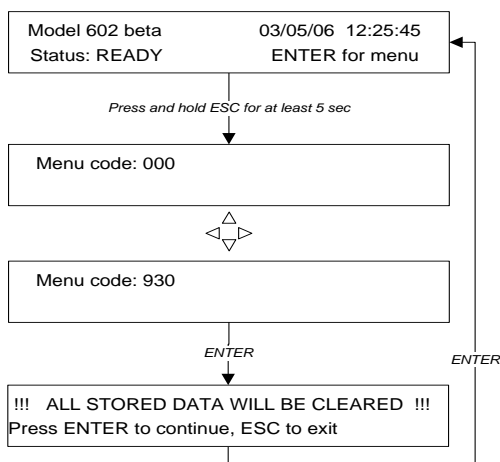 Model 602 beta 03/05/06 12:25:45
Status: READY ENTER for menu
Press and hold ESC for at least 5 sec
Menu code: 000
Menu code: 930
ENTER
ENTER
!!! ALL STORED DATA WILL BE CLEARED !!!
Press ENTER to continue, ESC to exit